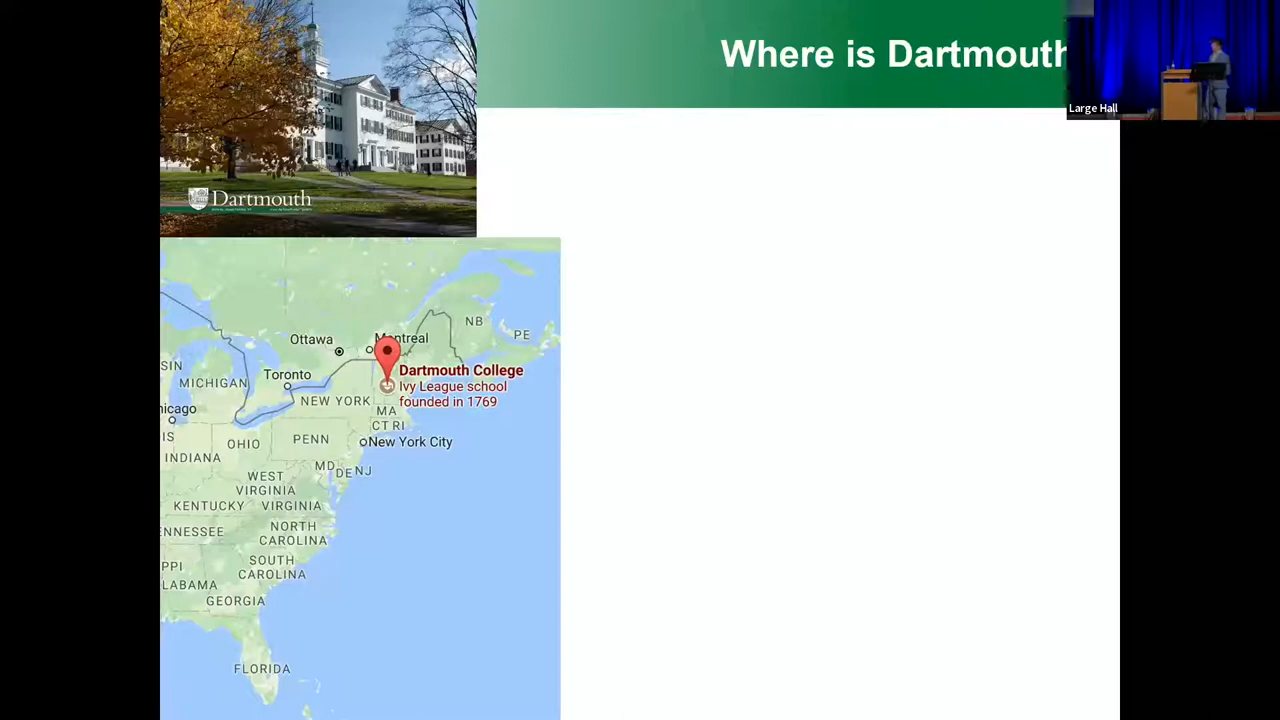 Where is Dartmouth
Large Hall
Dartmouth
NB
PE
Ottawa
Montreal
SIN
MICHIGAN
Toronto
Dartmouth College
Ivy League school
founded in 1769
NEW YORK
MA
hicago
CT RI
IS
OHIO
PENN
New York City
INDIANA
MD
DE
NJ
WEST
VIRGINIA
KENTUCKY
VIRGINIA
ENNESSEE
NORTH
CAROLINA
PPI
SOUTH
CAROLINA
LABAMA
GEORGIA
FLORIDA